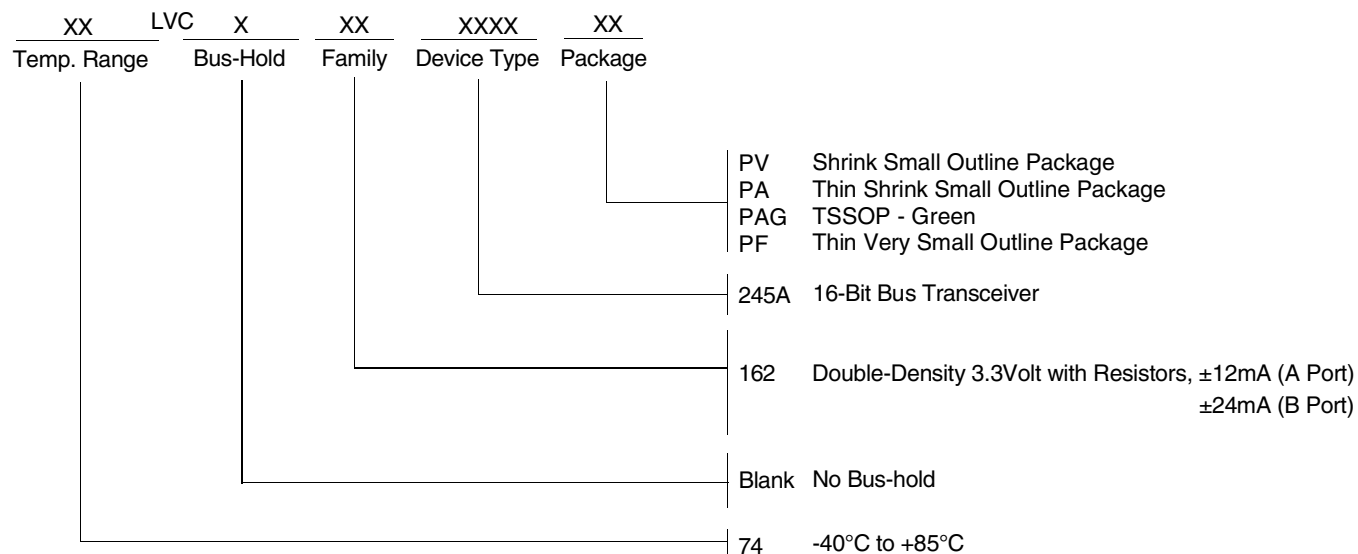 XX LVC X XX XXXX XX
Temp. Range Bus-Hold Family Device Type Package
PV Shrink Small Outline Package
PA Thin Shrink Small Outline Package
PAG TSSOP - Green
PF Thin Very Small Outline Package
245A 16-Bit Bus Transceiver
162 Double-Density 3.3Volt with Resistors, ±12mA (A Port)
±24mA (B Port)
Blank No Bus-hold
74 -40°C to +85°C